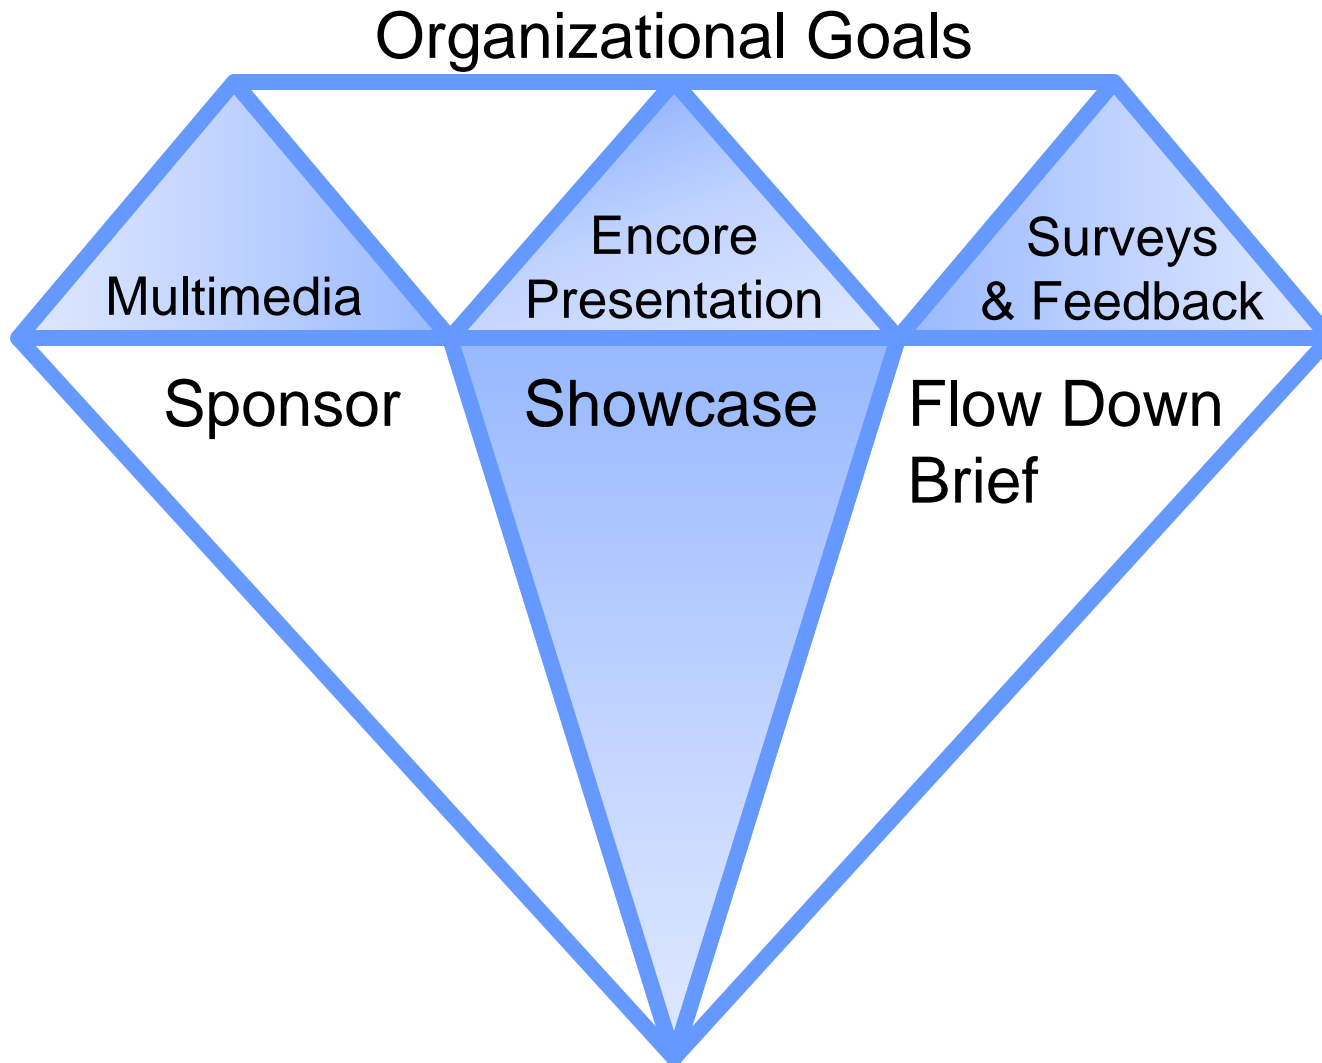 Organizational Goals
Multimedia
Encore
Presentation
Surveys
& Feedback
Sponsor
Showcase
Flow Down
Brief